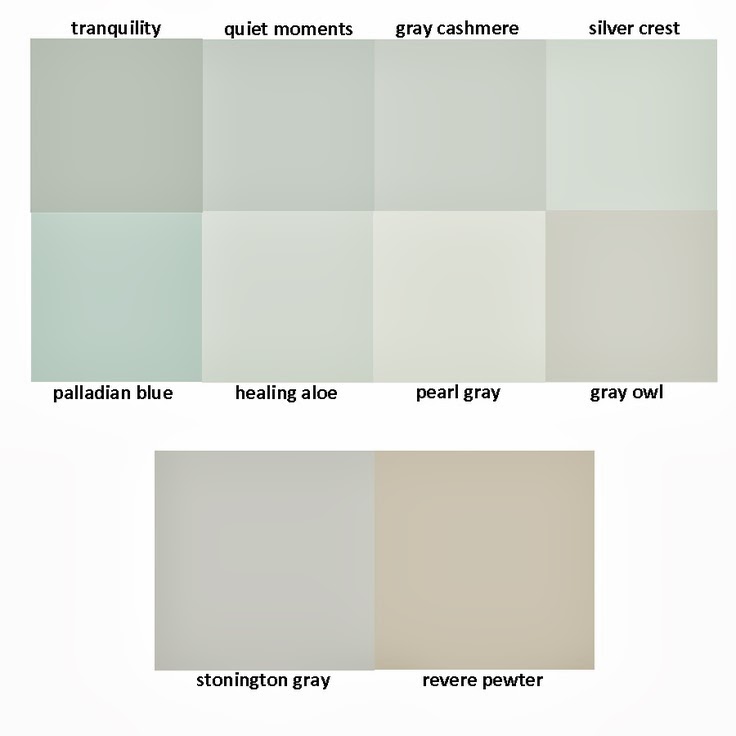 tranquility quiet moments gray cashmere silver crest
palladian blue healing aloe pearl gray gray owl
stonington gray revere pewter